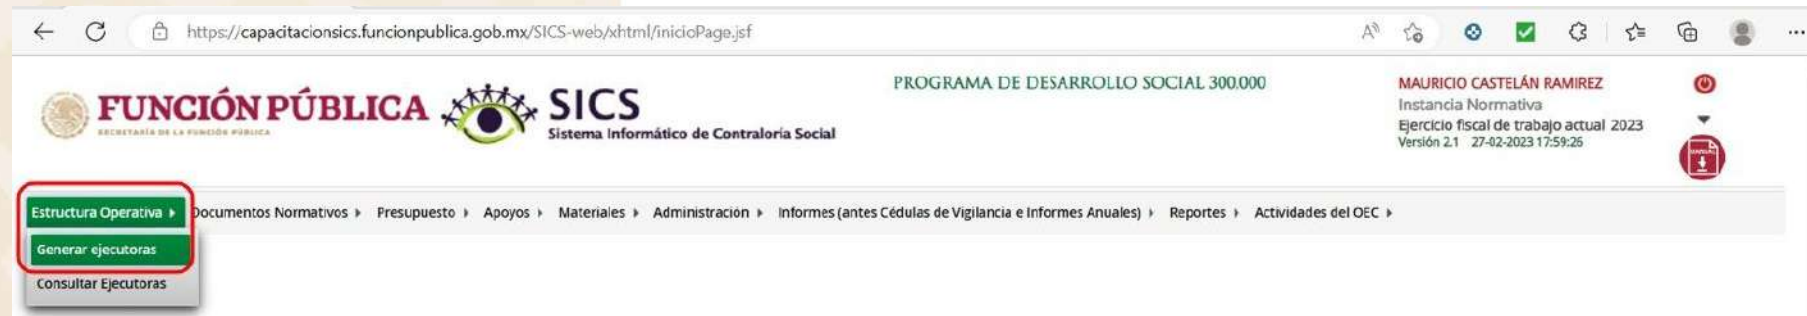 https://capacitacionsics.funcionpublica.gob.mx/SICS-web/xhtml/inicioPage.jsf
FUNCIÓN PÚBLICA
SECRETARÍA DE LA FUNCIÓN PÚBLICA
SICS
Sistema Informático de Contraloría Social
PROGRAMA DE DESARROLLO SOCIAL 300.000
MAURICIO CASTELÁN RAMIREZ
Instancia Normativa
Ejercicio fiscal de trabajo actual 2023
Versión 2.1 27-02-2023 17:59:26
Estructura Operativa Documentos Normativos Presupuesto Apoyos Materiales Administración Informes (antes Cédulas de Vigilancia e Informes Anuales) Reportes Actividades del OEC
Generar ejecutoras
Consultar Ejecutoras